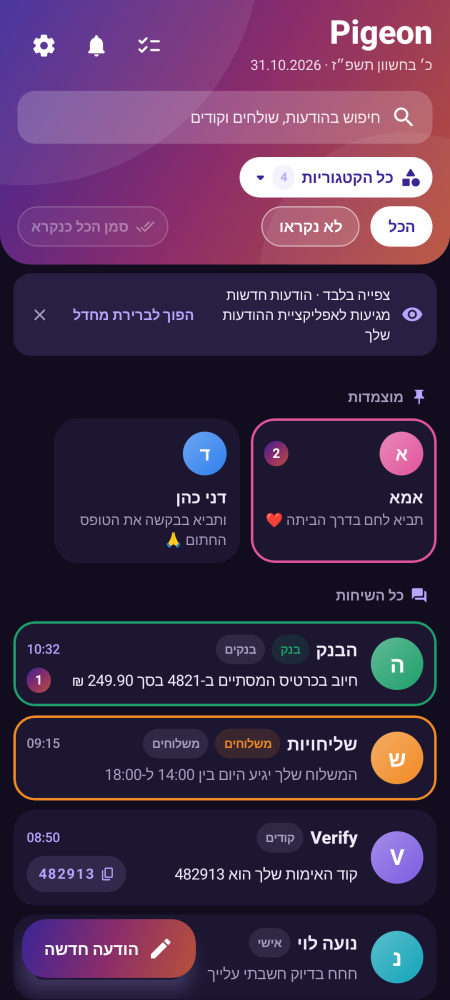 Pigeon
כ׳ בחשוון תשפ״ז · 31.10.2026
חיפוש בהודעות, שולחים וקודים
כל הקטגוריות 4
הכל
לא נקראו
סמן הכל כנקרא
צפייה בלבד · הודעות חדשות
מגיעות לאפליקציית ההודעות
שלך
הפוך לברירת מחדל
מוצמדות
א
2
אמא
תביא לחם בדרך הביתה ❤️
ד
דני כהן
ותביא בבקשה את הטופס
החתום 🙏
כל השיחות
ה
הבנק בנק בנקים 10:32
חיוב בכרטיס המסתיים ב-4821 בסך 249.90 ₪ 1
ש
שליחויות משלוחים משלוחים 09:15
המשלוח שלך יגיע היום בין 14:00 ל-18:00
V
Verify קודים 08:50
קוד האימות שלך הוא 482913 482913
נ
נועה לוי אישי
חחח בדיוק חשבתי עלייך
הודעה חדשה